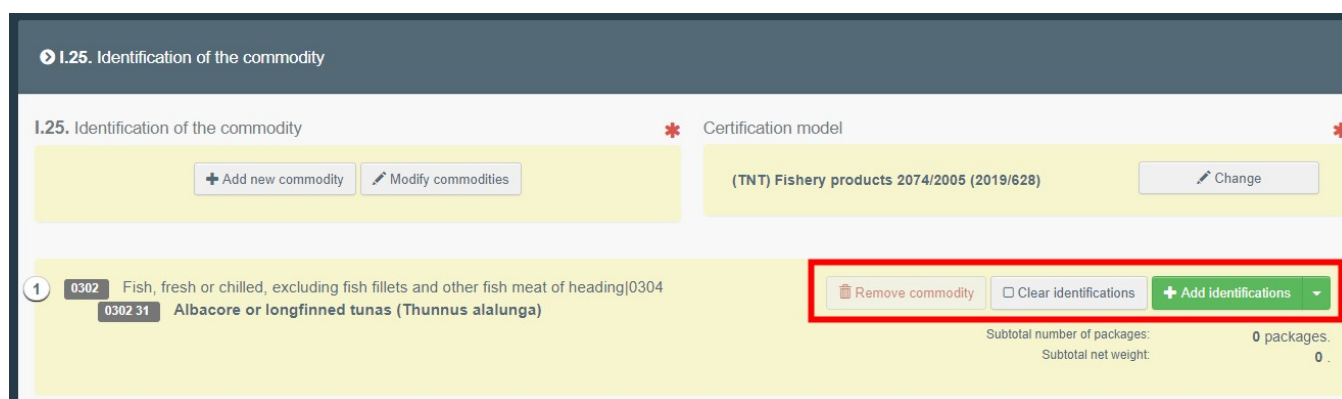 I.25. Identification of the commodity
I.25. Identification of the commodity *
Certification model *
+ Add new commodity
Modify commodities
(TNT) Fishery products 2074/2005 (2019/628)
Change
1 0302 Fish, fresh or chilled, excluding fish fillets and other fish meat of heading|0304
0302 31 Albacore or longfinned tunas (Thunnus alalunga)
Remove commodity
Clear identifications
+ Add identifications
Subtotal number of packages: 0 packages.
Subtotal net weight: 0 .